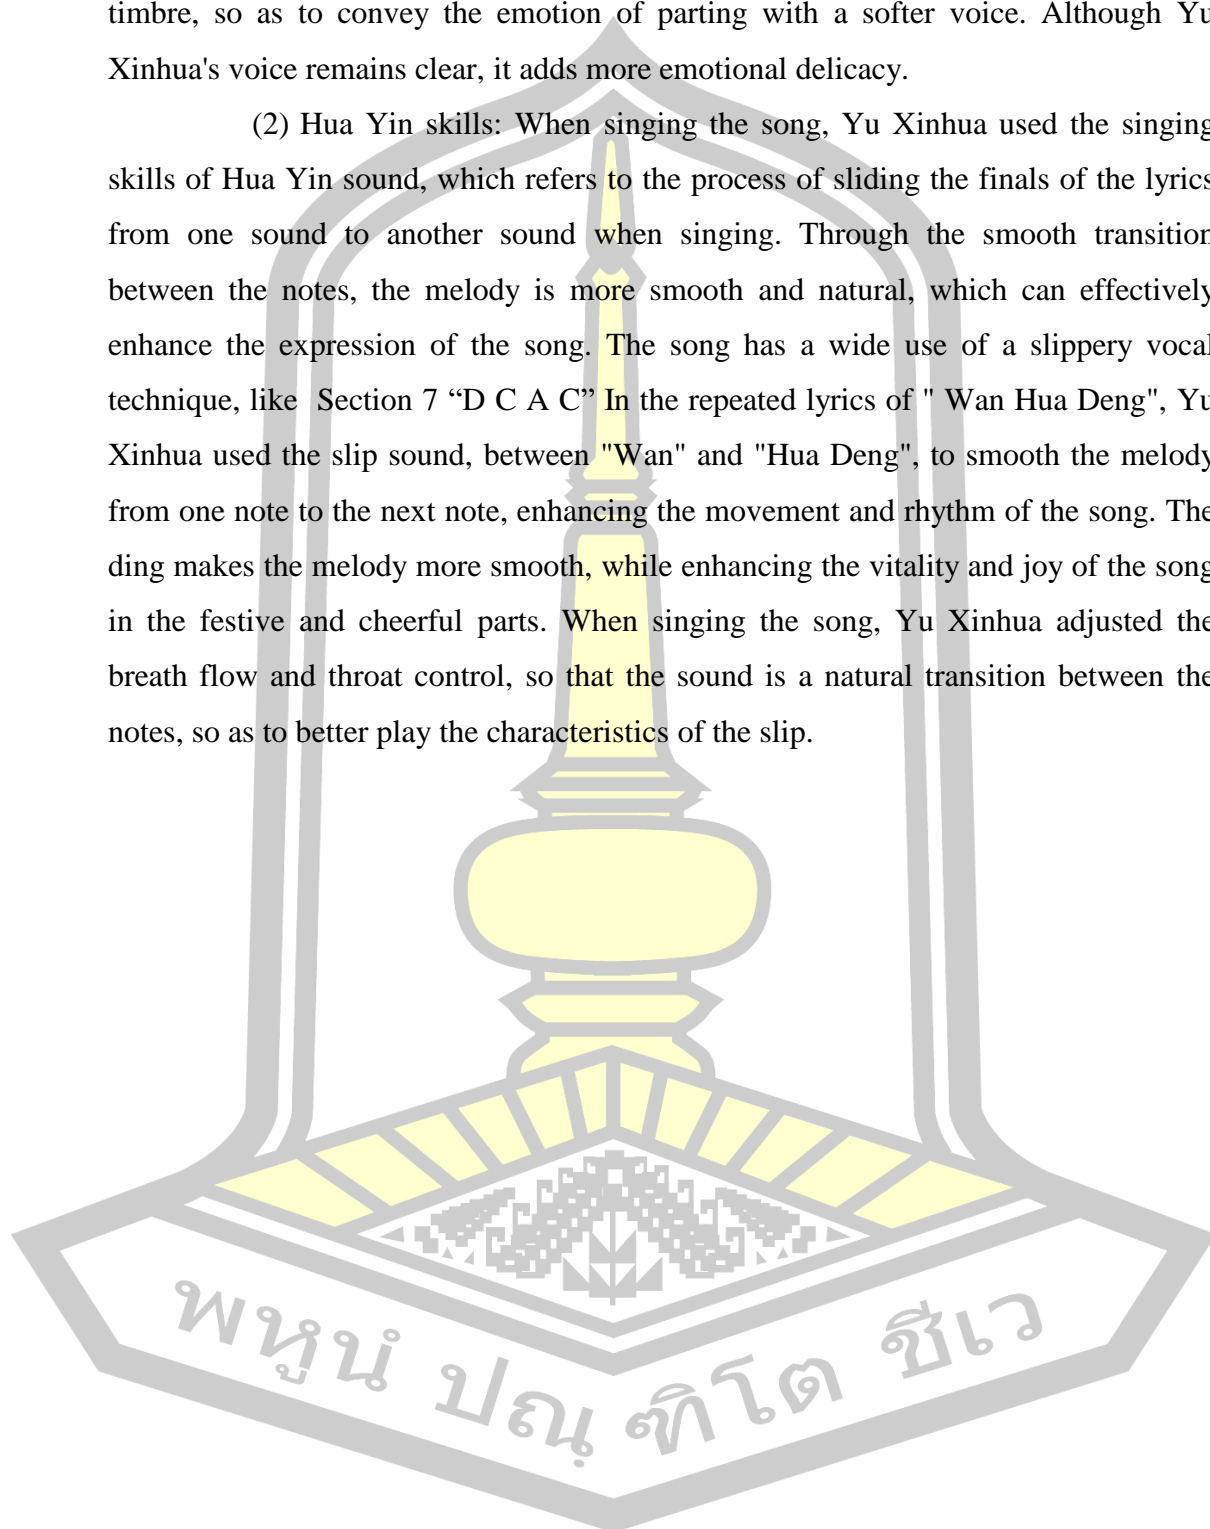 timbre, so as to convey the emotion of parting with a softer voice. Although Yu
Xinhua's voice remains clear, it adds more emotional delicacy.
(2) Hua Yin skills: When singing the song, Yu Xinhua used the singing
skills of Hua Yin sound, which refers to the process of sliding the finals of the lyrics
from one sound to another sound when singing. Through the smooth transition
between the notes, the melody is more smooth and natural, which can effectively
enhance the expression of the song. The song has a wide use of a slippery vocal
technique, like Section 7 “D C A C” In the repeated lyrics of " Wan Hua Deng", Yu
Xinhua used the slip sound, between "Wan" and "Hua Deng", to smooth the melody
from one note to the next note, enhancing the movement and rhythm of the song. The
ding makes the melody more smooth, while enhancing the vitality and joy of the song
in the festive and cheerful parts. When singing the song, Yu Xinhua adjusted the
breath flow and throat control, so that the sound is a natural transition between the
notes, so as to better play the characteristics of the slip.
พหูนํ ปณฺ ฑิโต ชีเว